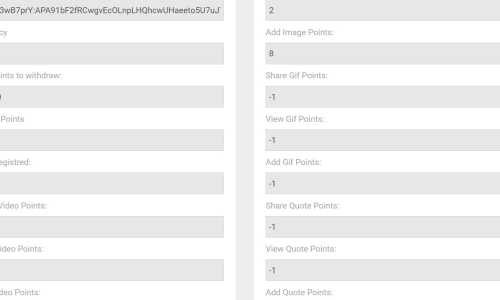 3wB7prY:APA91bF2fRCwgvEcOLnpLHQhcwUHaeeto5U7uJ
cy
ints to withdraw:
Points
egistred:
Video Points:
ideo Points:
deo Points:
2
Add Image Points:
8
Share Gif Points:
-1
View Gif Points:
-1
Add Gif Points:
-1
Share Quote Points:
-1
View Quote Points:
-1
Add Quote Points: